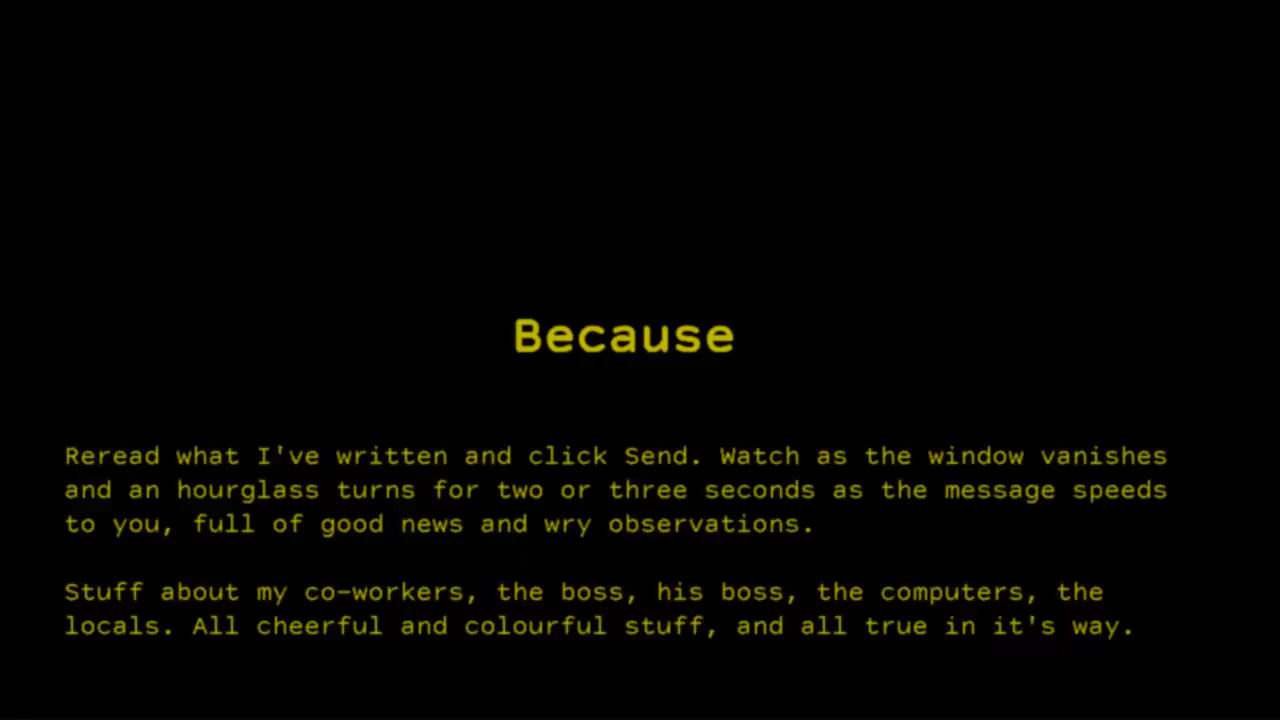 Because
Reread what I've written and click Send. Watch as the window vanishes
and an hourglass turns for two or three seconds as the message speeds
to you, full of good news and wry observations.
Stuff about my co-workers, the boss, his boss, the computers, the
locals. All cheerful and colourful stuff, and all true in it's way.